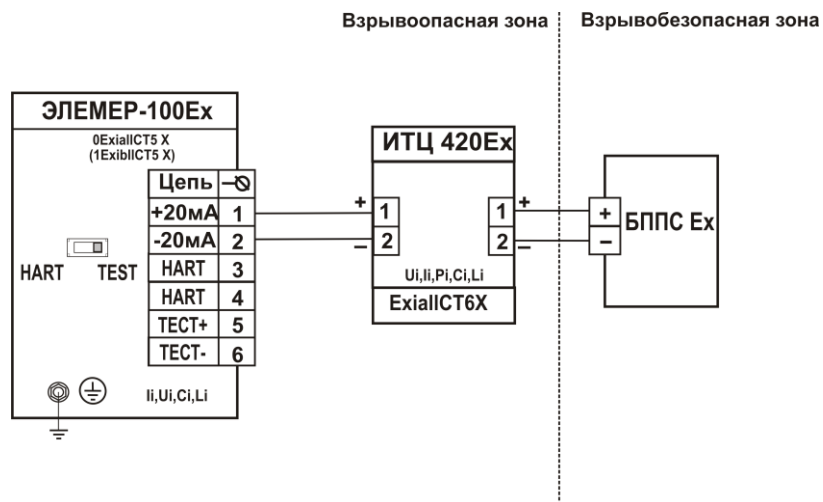 Взрывоопасная зона
Взрывобезопасная зона
ЭЛЕМЕР-100Ex
0ExiaIICT5 X
(1ExibIICT5 X)
Цепь
+20мА 1
-20мА 2
HART 3
HART 4
ТЕСТ+ 5
ТЕСТ- 6
HART TEST
Ii,Ui,Ci,Li
ИТЦ 420Ex
+ 1 1 +
– 2 2 –
Ui,Ii,Pi,Ci,Li
ExiaIICT6X
+
–
БППС Ex